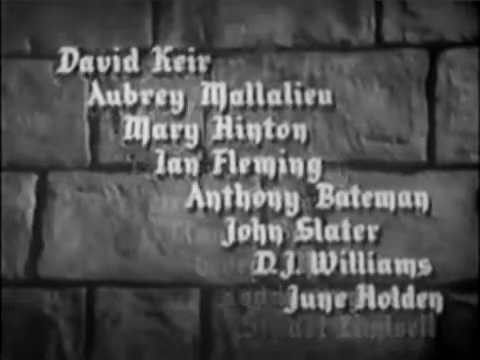 David Keir
Aubrey Mallalieu
Mary Hinton
Ian Fleming
Anthony Bateman
John Slater
D.J. Williams
June Holden